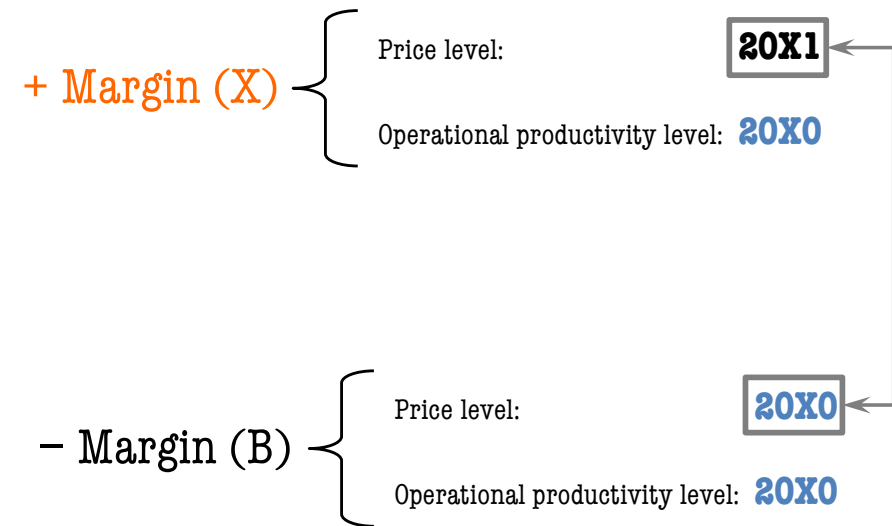 Price level: 20X1
+ Margin (X)
Operational productivity level: 20X0
Price level: 20X0
– Margin (B)
Operational productivity level: 20X0